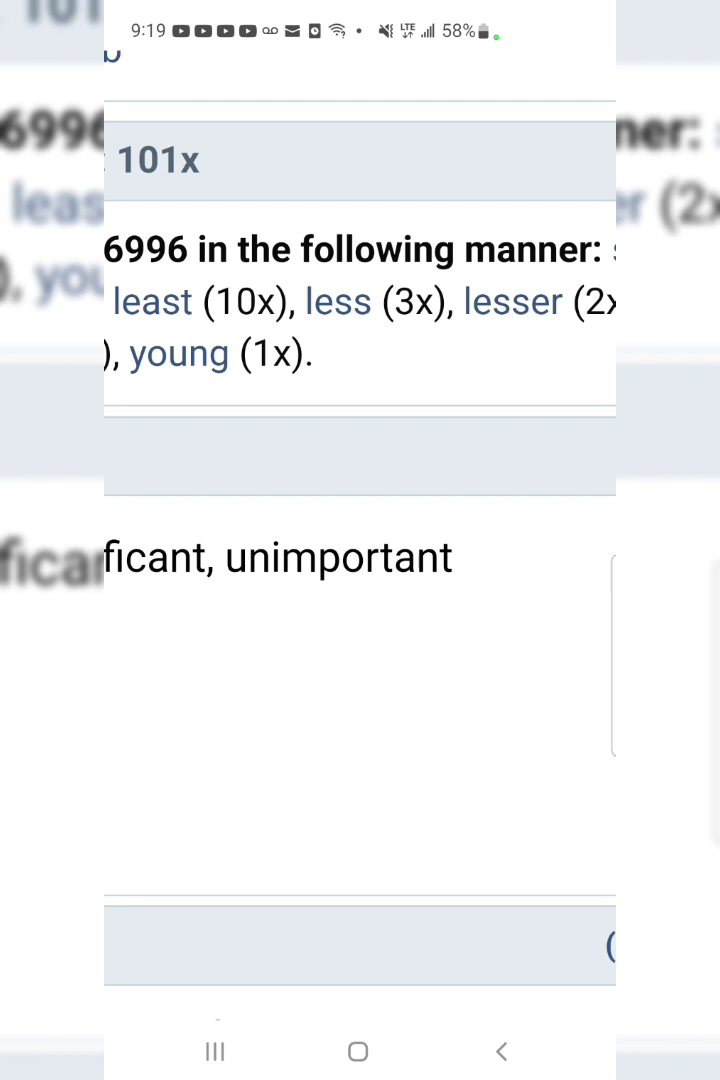 9:19 LTE 58%
101x
6996 in the following manner:
least (10x), less (3x), lesser (2x
), young (1x).
ficant, unimportant
(